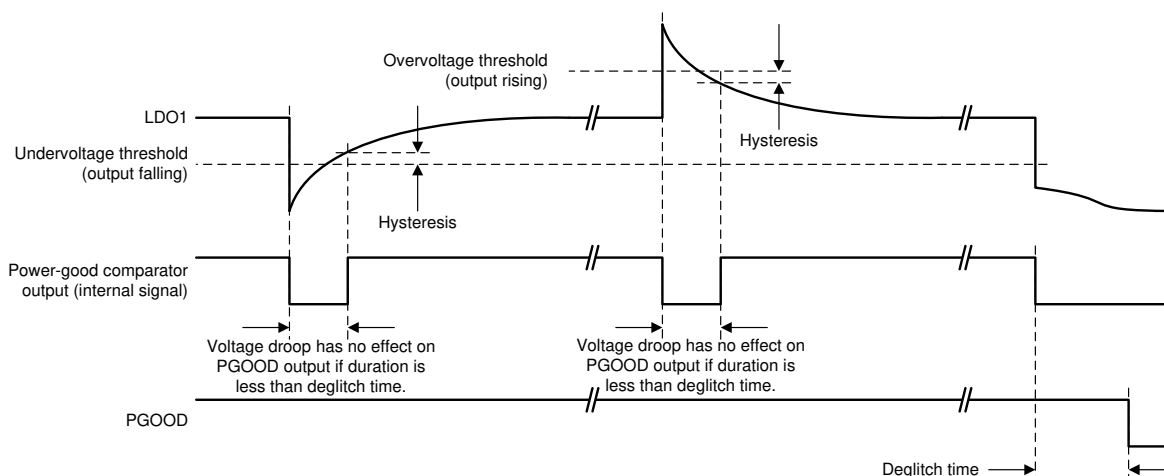 Overvoltage threshold
(output rising)
LDO1
Hysteresis
Undervoltage threshold
(output falling)
Hysteresis
Power-good comparator
output (internal signal)
Voltage droop has no effect on
PGOOD output if duration is
less than deglitch time.
Voltage droop has no effect on
PGOOD output if duration is
less than deglitch time.
PGOOD
Deglitch time